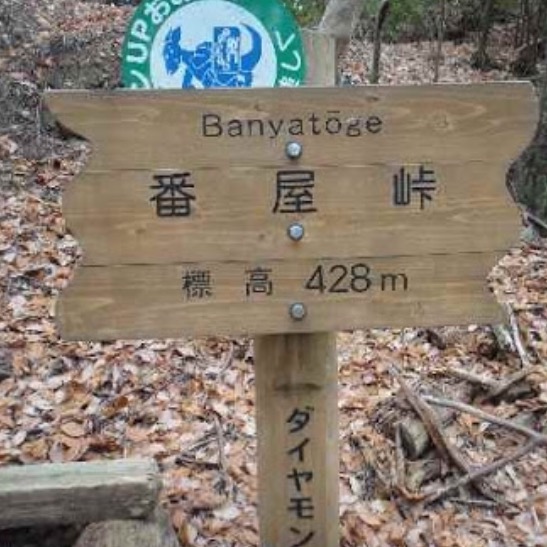 Banyatōge
番屋峠
標高 428m
ダイヤモン